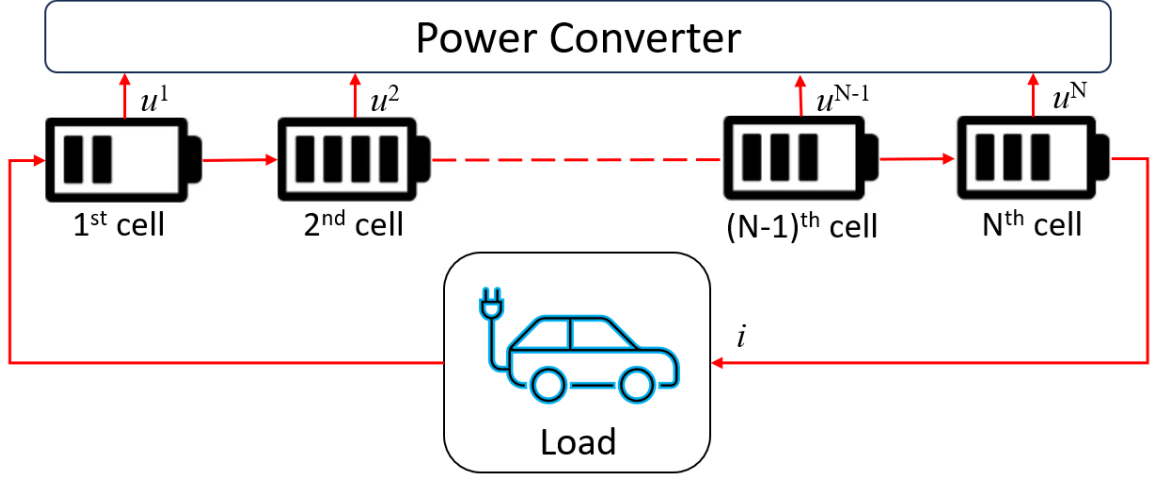 Power Converter
u¹ u² uᴺ⁻¹ uᴺ
1ˢᵗ cell 2ⁿᵈ cell (N-1)ᵗʰ cell Nᵗʰ cell
i
Load